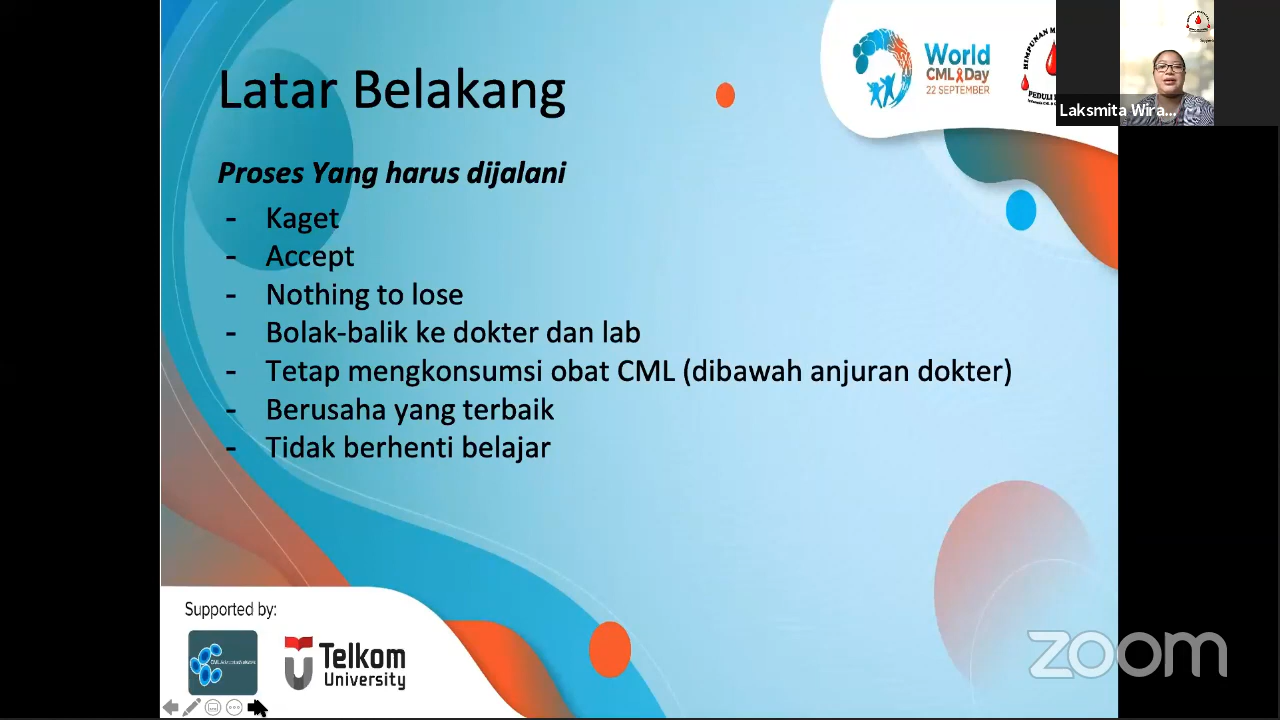 Latar Belakang
World
CML Day
22 SEPTEMBER
HIMPUNAN
PEDULI
Laksmita Wira...
Proses Yang harus dijalani
- Kaget
- Accept
- Nothing to lose
- Bolak-balik ke dokter dan lab
- Tetap mengkonsumsi obat CML (dibawah anjuran dokter)
- Berusaha yang terbaik
- Tidak berhenti belajar
Supported by:
Telkom
University
zoom